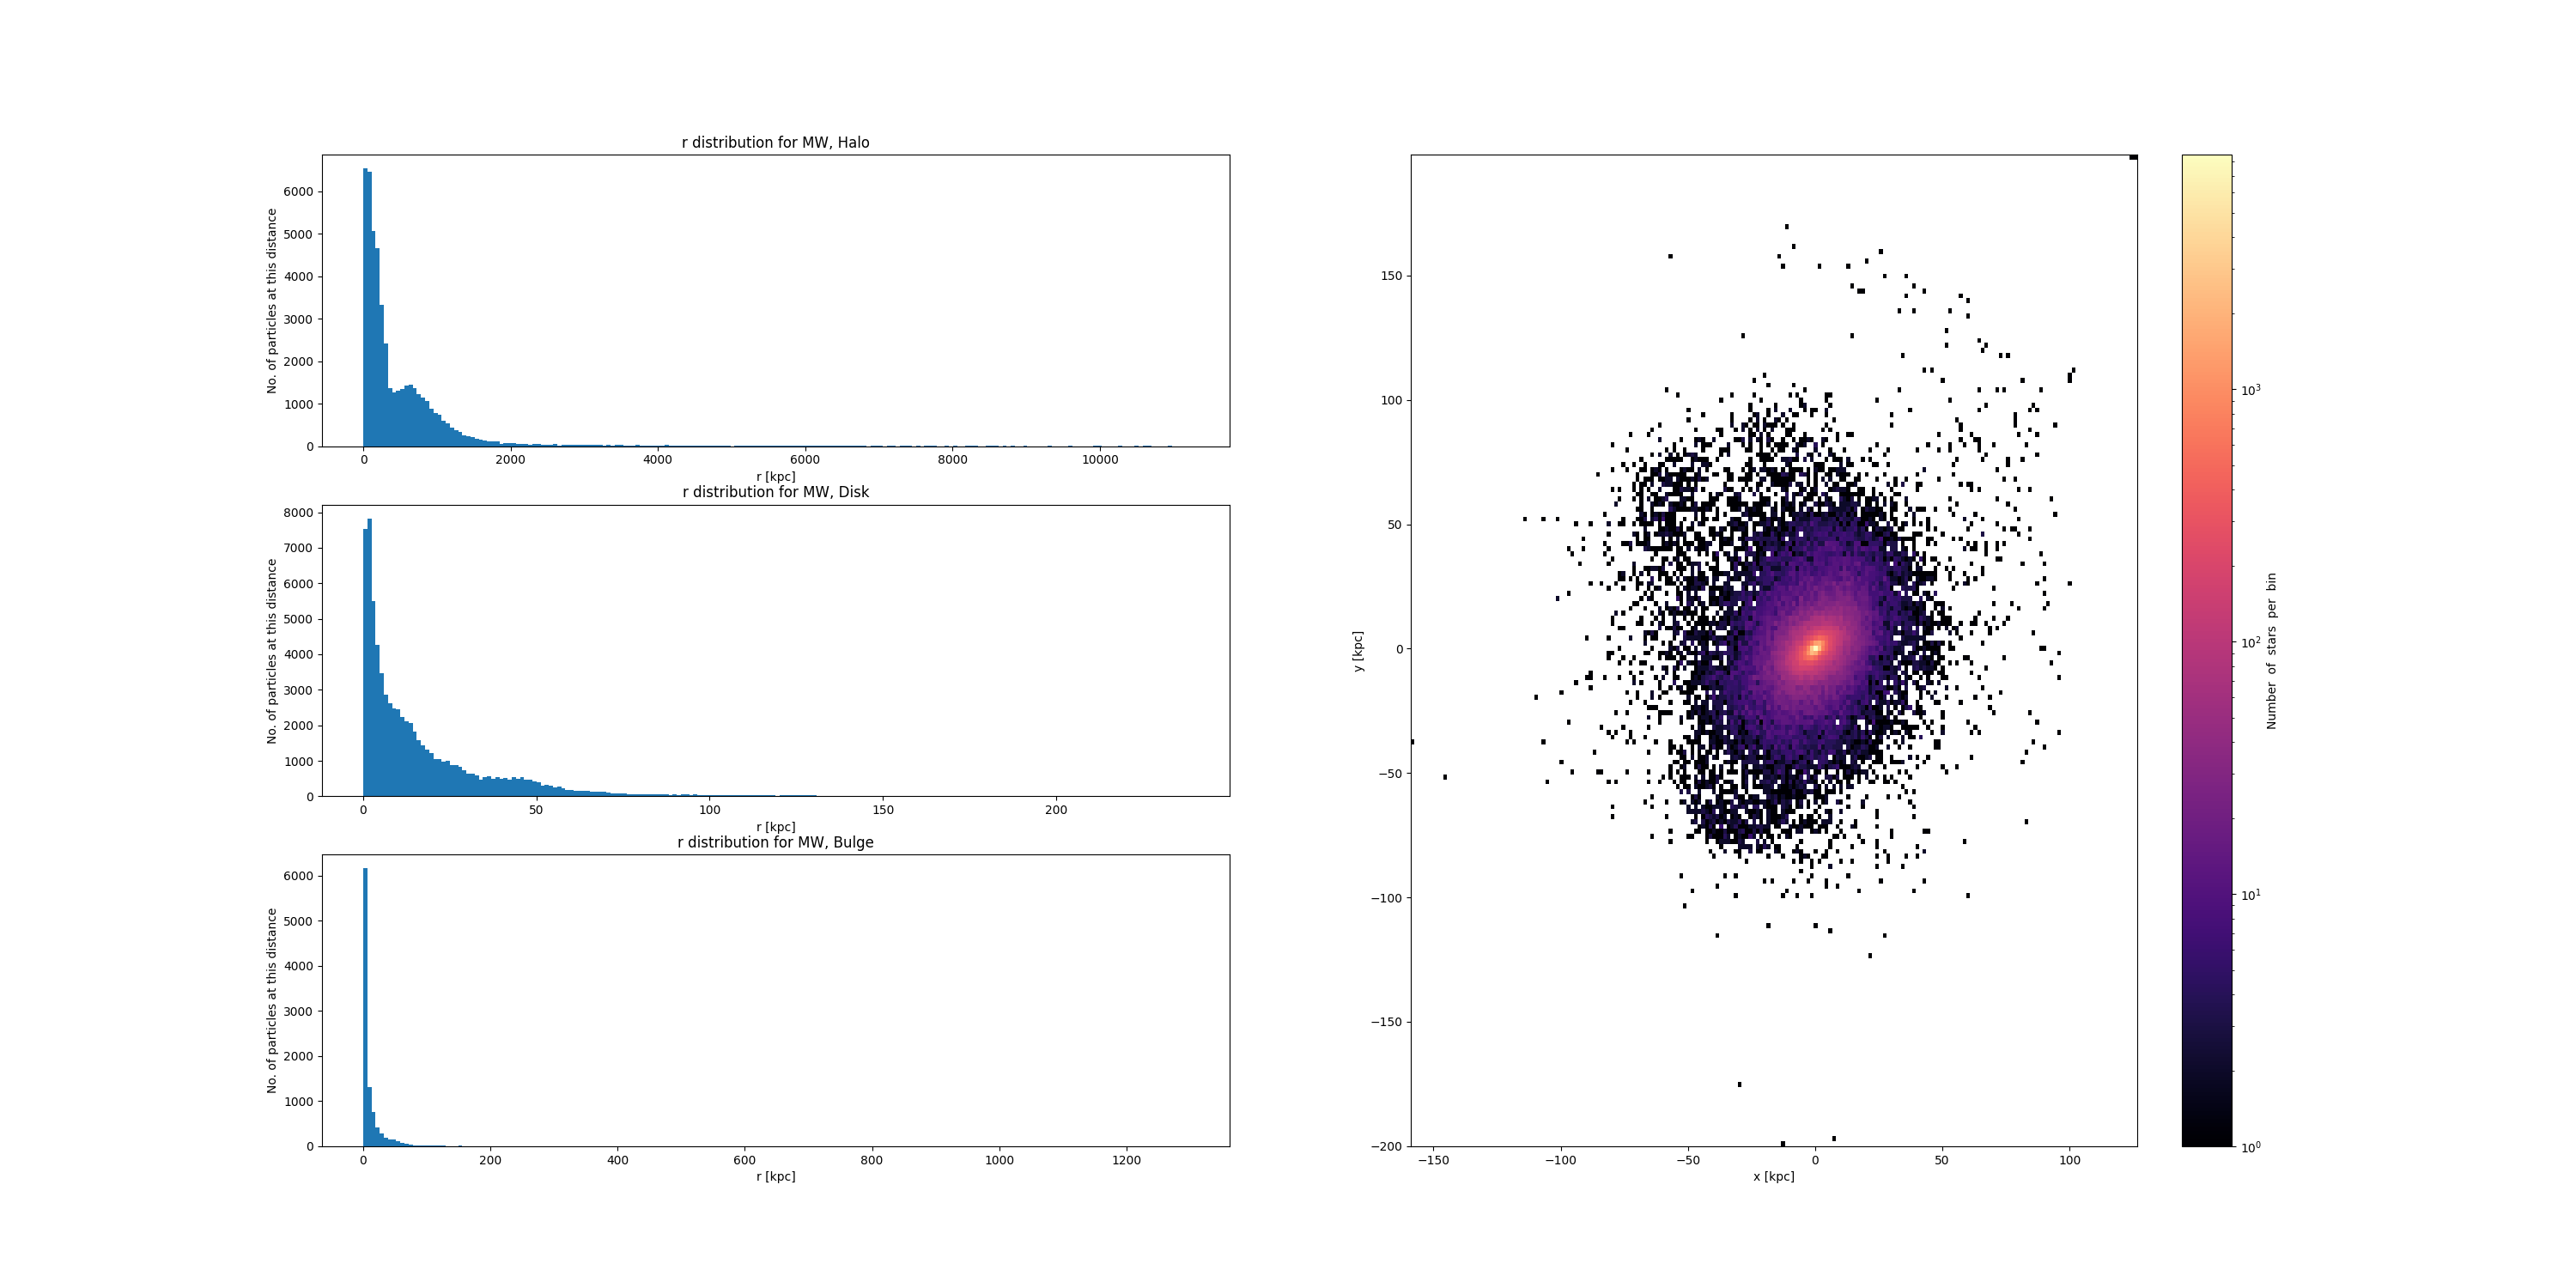 r distribution for MW, Halo
No. of particles at this distance
6000
5000
4000
3000
2000
1000
0
0 2000 4000 6000 8000 10000
r [kpc]
r distribution for MW, Disk
No. of particles at this distance
8000
7000
6000
5000
4000
3000
2000
1000
0
0 50 100 150 200
r [kpc]
r distribution for MW, Bulge
No. of particles at this distance
6000
5000
4000
3000
2000
1000
0
0 200 400 600 800 1000 1200
r [kpc]
y [kpc]
150
100
50
0
−50
−100
−150
−200
−150 −100 −50 0 50 100
x [kpc]
10³
10²
10¹
10⁰
Number of stars per bin